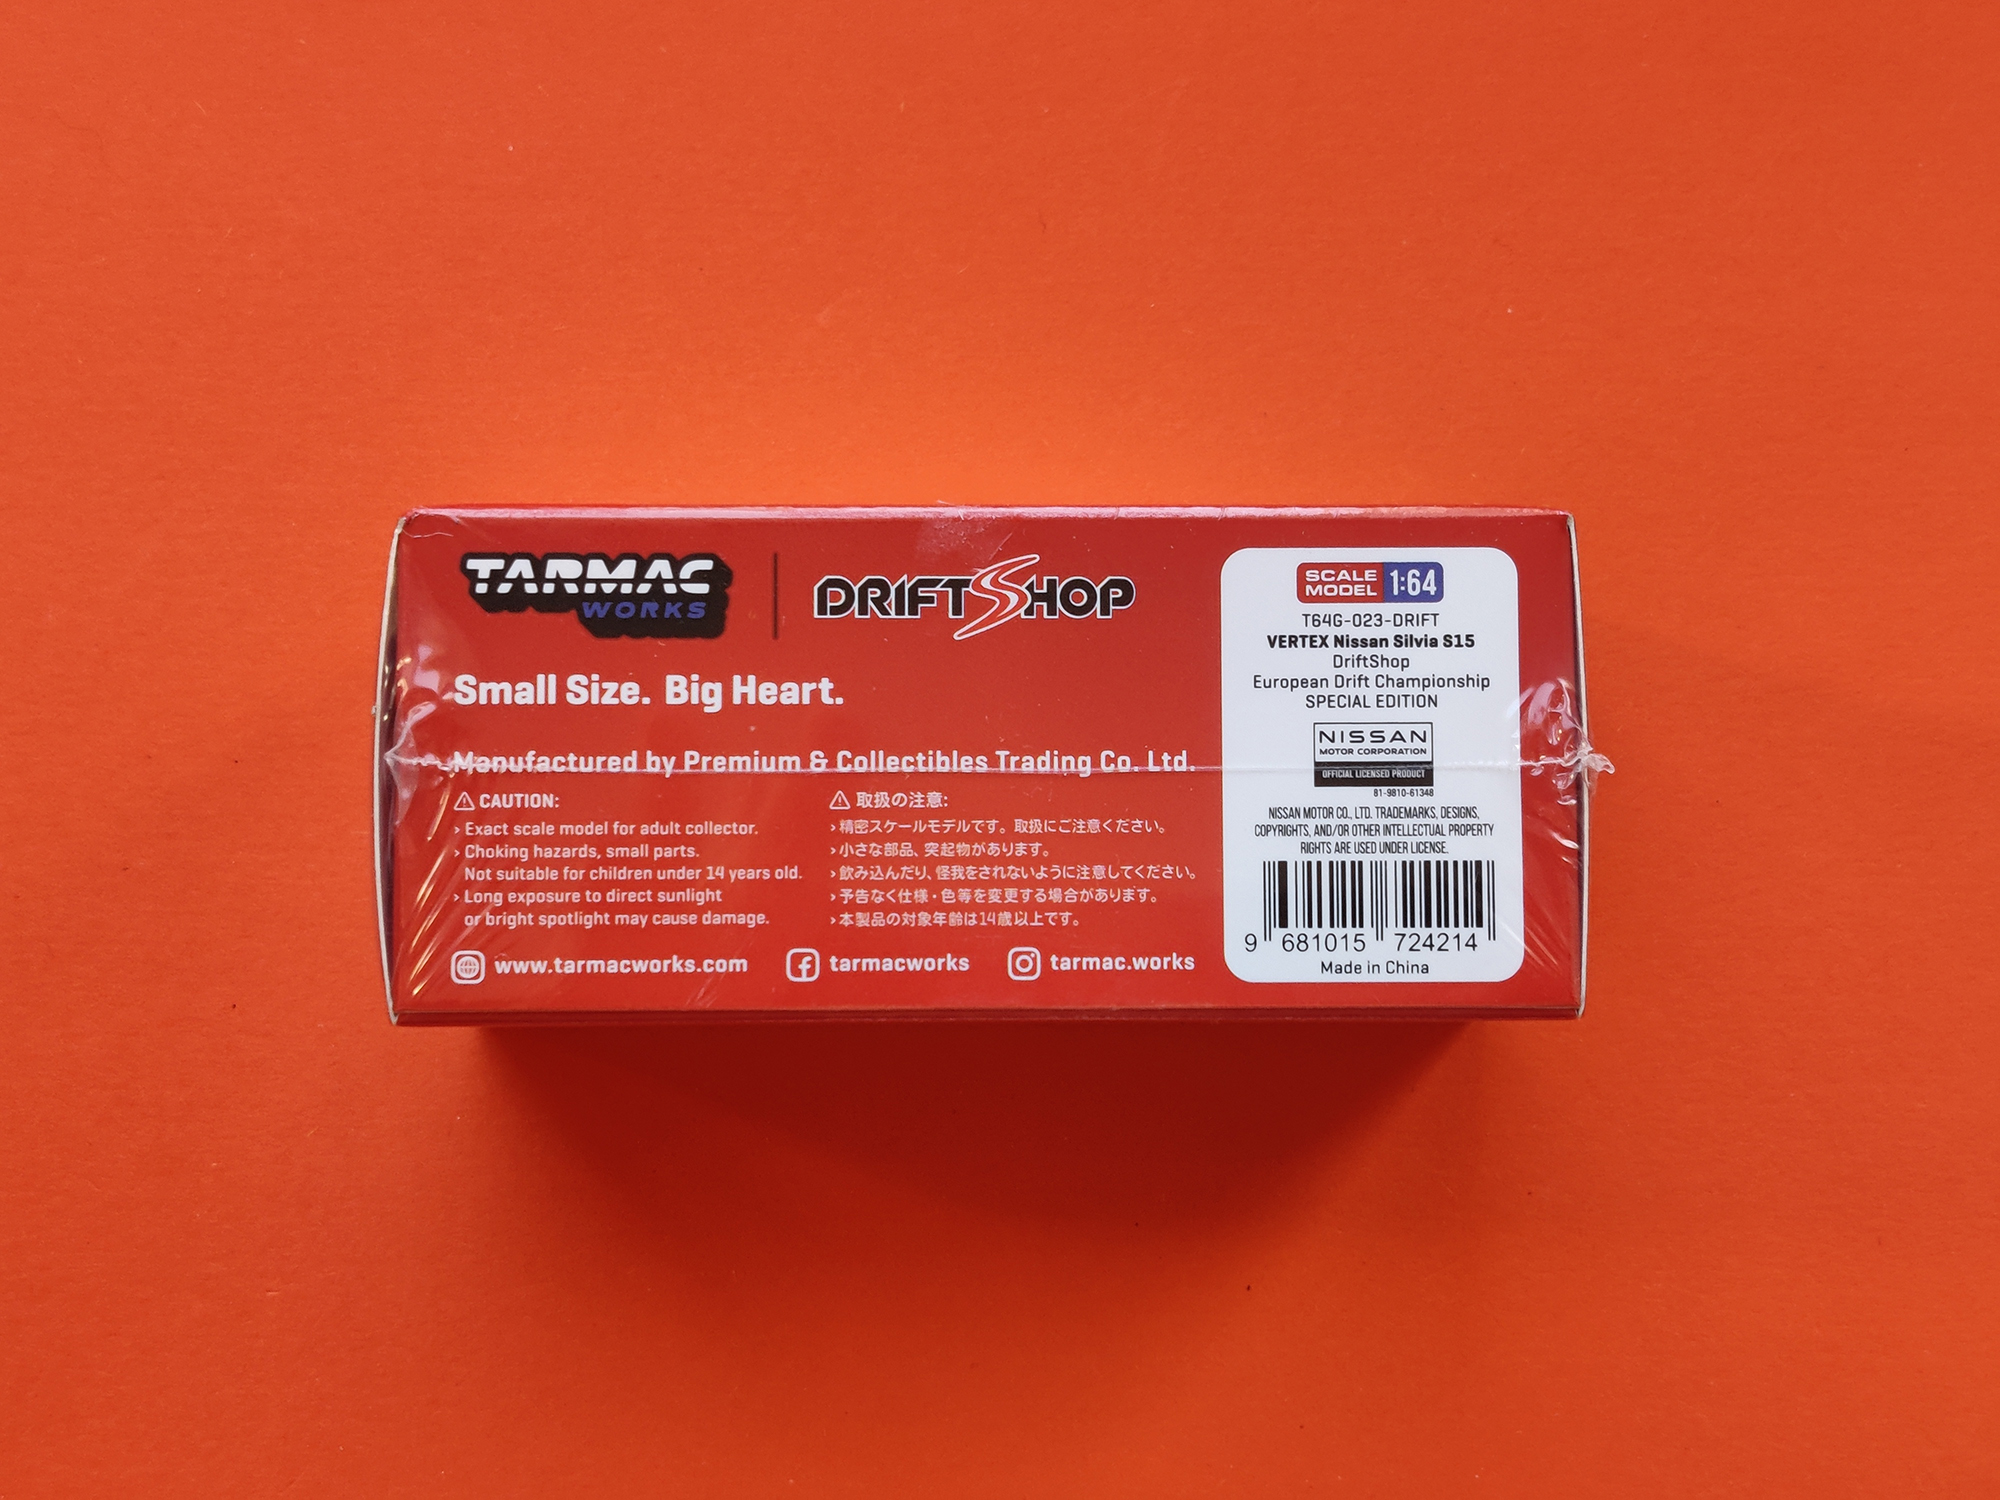 TARMAC
WORKS
DRIFTSHOP
Small Size. Big Heart.
Manufactured by Premium & Collectibles Trading Co. Ltd.
CAUTION:
› Exact scale model for adult collector.
› Choking hazards, small parts.
Not suitable for children under 14 years old.
› Long exposure to direct sunlight
or bright spotlight may cause damage.
取扱の注意:
› 精密スケールモデルです。取扱にご注意ください。
› 小さな部品、突起物があります。
› 飲み込んだり、怪我をされないように注意してください。
› 予告なく仕様・色等を変更する場合があります。
› 本製品の対象年齢は14歳以上です。
www.tarmacworks.com
tarmacworks
tarmac.works
SCALE
MODEL
1:64
T64G-023-DRIFT
VERTEX Nissan Silvia S15
DriftShop
European Drift Championship
SPECIAL EDITION
NISSAN
MOTOR CORPORATION
OFFICIAL LICENSED PRODUCT
81-9810-61348
NISSAN MOTOR CO., LTD. TRADEMARKS, DESIGNS,
COPYRIGHTS, AND/OR OTHER INTELLECTUAL PROPERTY
RIGHTS ARE USED UNDER LICENSE.
9 681015 724214
Made in China